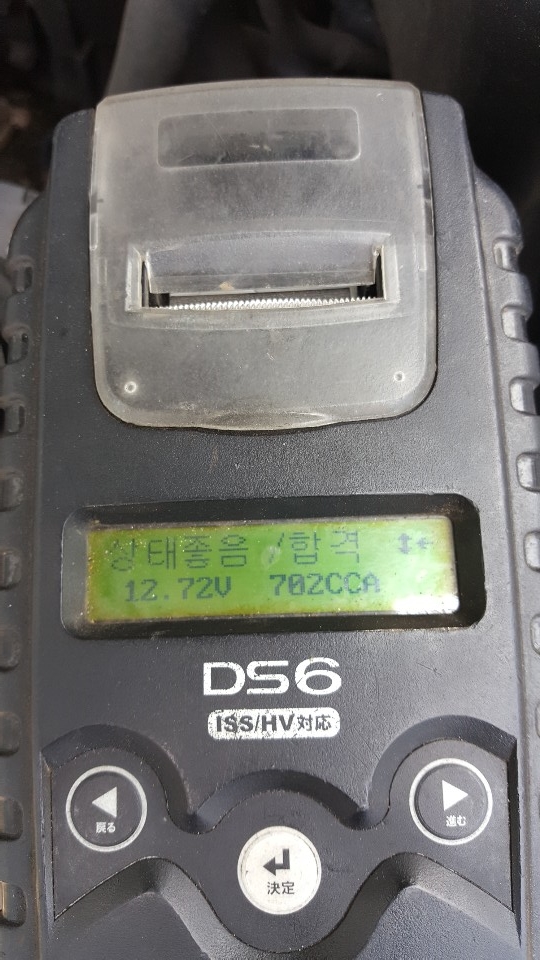 상태좋음 /합격
12.72V 702CCA
DS6
ISS/HV対応
戻る
進む
決定